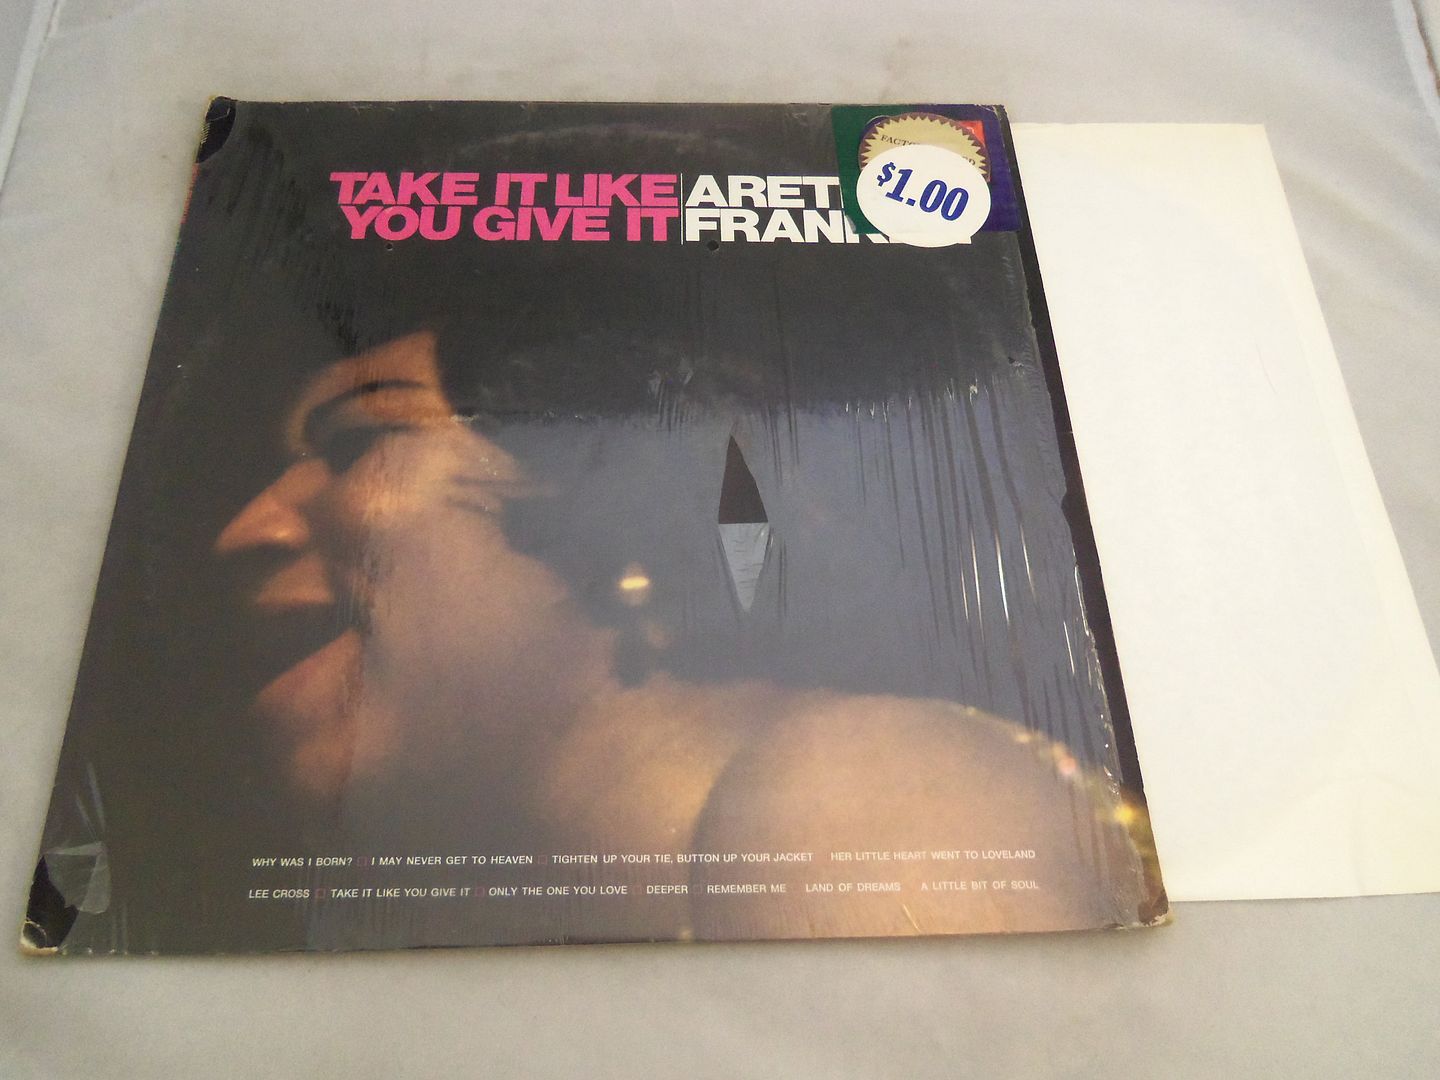 TAKE IT LIKE
YOU GIVE IT
ARET
FRAN
$1.00
WHY WAS I BORN? □ I MAY NEVER GET TO HEAVEN □ TIGHTEN UP YOUR TIE, BUTTON UP YOUR JACKET □ HER LITTLE HEART WENT TO LOVELAND
LEE CROSS □ TAKE IT LIKE YOU GIVE IT □ ONLY THE ONE YOU LOVE □ DEEPER □ REMEMBER ME □ LAND OF DREAMS □ A LITTLE BIT OF SOUL